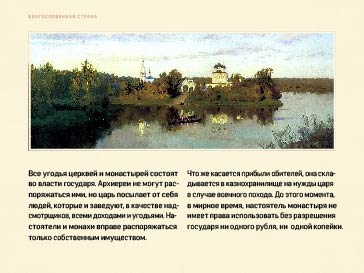 БЛАГОСЛОВЕННАЯ СТРАНА
Все угодья церквей и монастырей состоят
во власти государя. Архиереи не могут рас-
поряжаться ими, но царь посылает от себя
людей, которые и заведуют, в качестве над-
смотрщиков, всеми доходами и угодьями. На-
стоятели и монахи вправе распоряжаться
только собственным имуществом.
Что же касается прибыли обителей, она скла-
дывается в казнохранилище на нужды царя
в случае военного похода. До этого момента,
в мирное время, настоятель монастыря не
имеет права использовать без разрешения
государя ни одного рубля, ни одной копейки.